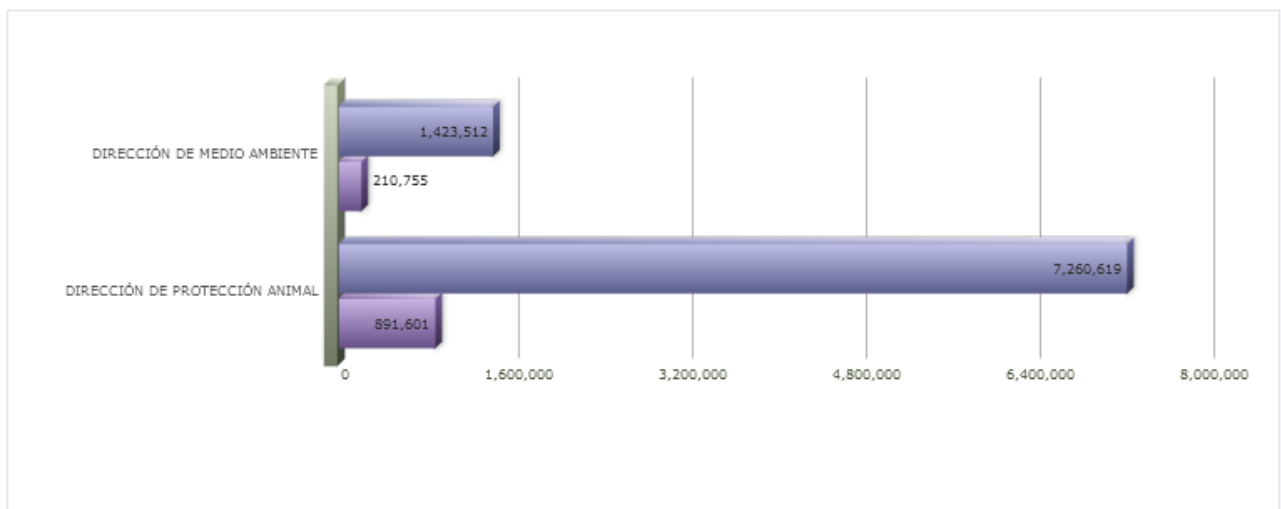 1,423,512
DIRECCIÓN DE MEDIO AMBIENTE
210,755
7,260,619
DIRECCIÓN DE PROTECCIÓN ANIMAL
891,601
0 1,600,000 3,200,000 4,800,000 6,400,000 8,000,000